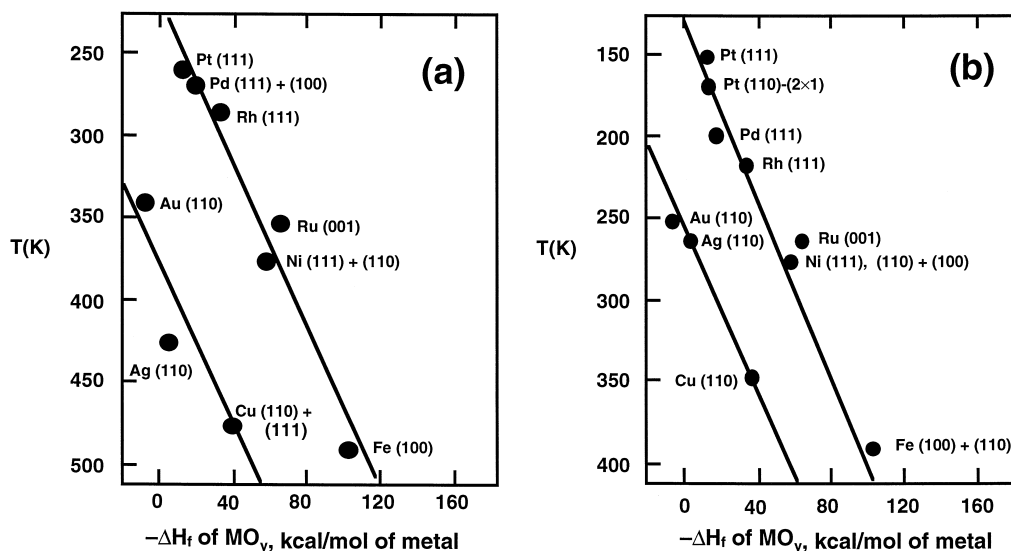 (a)
250
300
350
400
450
500
T(K)
Pt (111)
Pd (111) + (100)
Rh (111)
Au (110)
Ru (001)
Ni (111) + (110)
Ag (110)
Cu (110) +
(111)
Fe (100)
0 40 80 120 160
−ΔHf of MOy, kcal/mol of metal
(b)
150
200
250
300
350
400
T(K)
Pt (111)
Pt (110)-(2×1)
Pd (111)
Rh (111)
Au (110)
Ag (110)
Ru (001)
Ni (111), (110) + (100)
Cu (110)
Fe (100) + (110)
0 40 80 120 160
−ΔHf of MOy, kcal/mol of metal